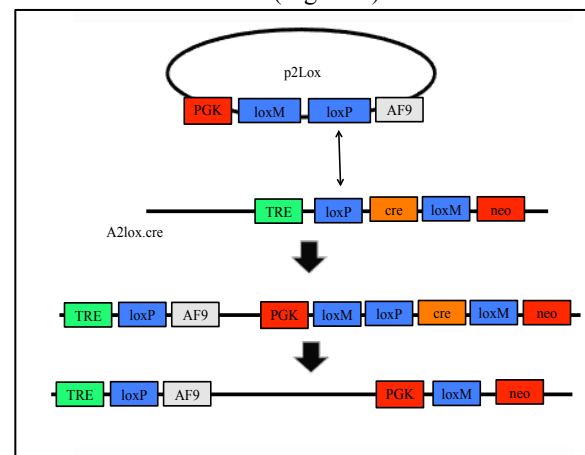 p2Lox
PGK loxM loxP AF9
TRE loxP cre loxM neo
A2lox.cre
TRE loxP AF9 PGK loxM loxP cre loxM neo
TRE loxP AF9 PGK loxM neo